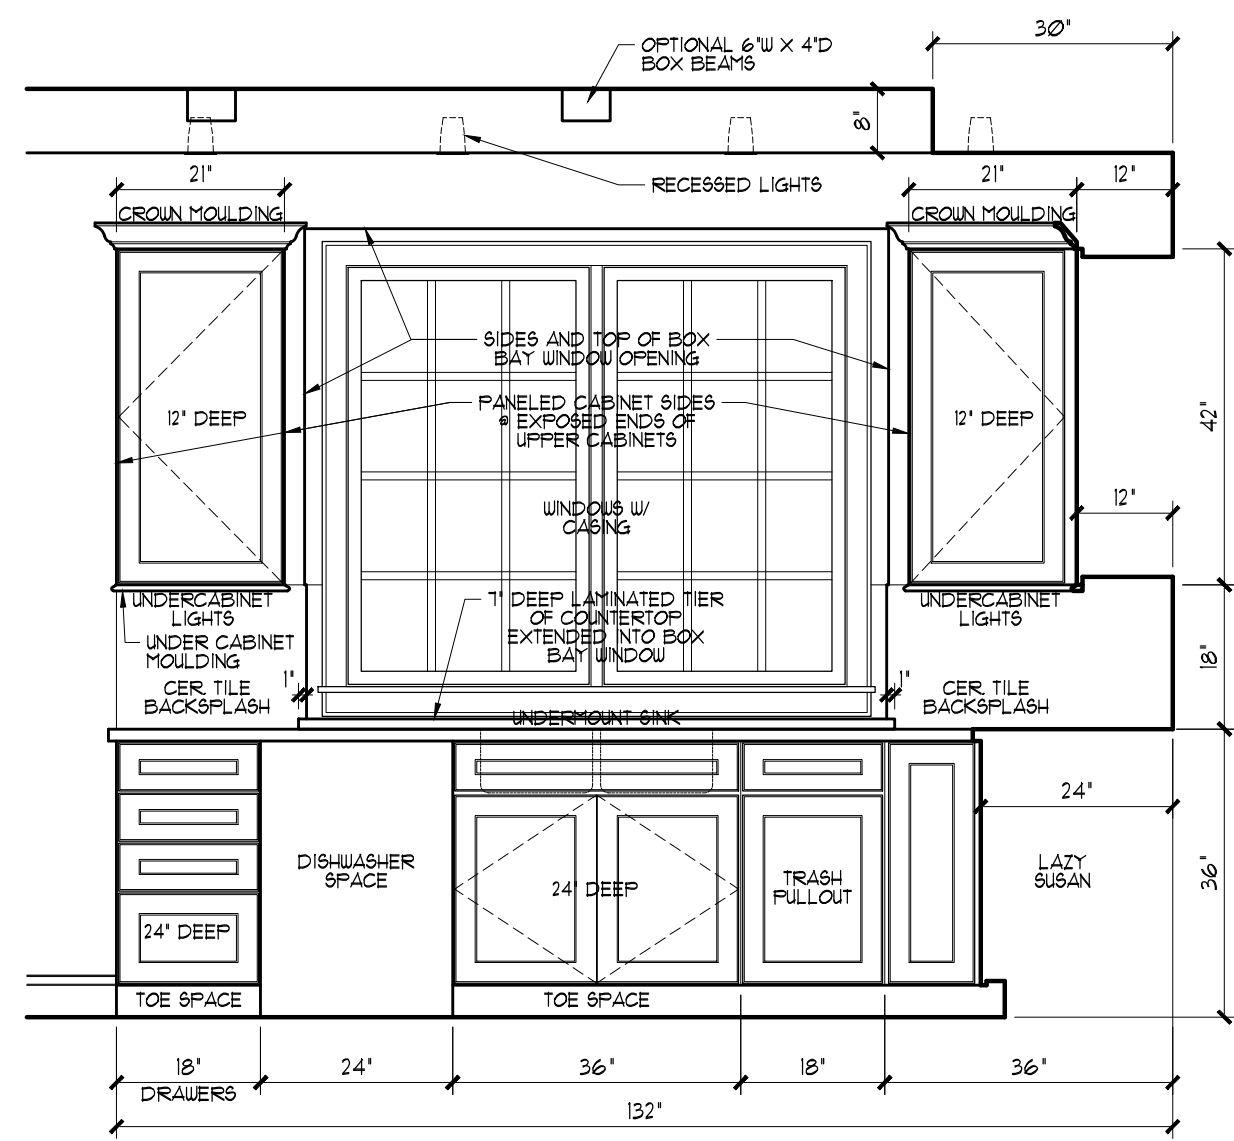 30"
OPTIONAL 6"W X 4"D
BOX BEAMS
8"
RECESSED LIGHTS
21"
21"
12"
CROWN MOULDING
CROWN MOULDING
SIDES AND TOP OF BOX
BAY WINDOW OPENING
PANELED CABINET SIDES
@ EXPOSED ENDS OF
UPPER CABINETS
12" DEEP
12" DEEP
42"
WINDOWS W/
CASING
12"
UNDERCABINET
LIGHTS
UNDER CABINET
MOULDING
7" DEEP LAMINATED TIER
OF COUNTERTOP
EXTENDED INTO BOX
BAY WINDOW
UNDERCABINET
LIGHTS
18"
1"
1"
CER. TILE
BACKSPLASH
CER. TILE
BACKSPLASH
UNDERMOUNT SINK
24"
DISHWASHER
SPACE
24" DEEP
TRASH
PULLOUT
LAZY
SUSAN
36"
24" DEEP
TOE SPACE
TOE SPACE
18"
24"
36"
18"
36"
DRAWERS
132"